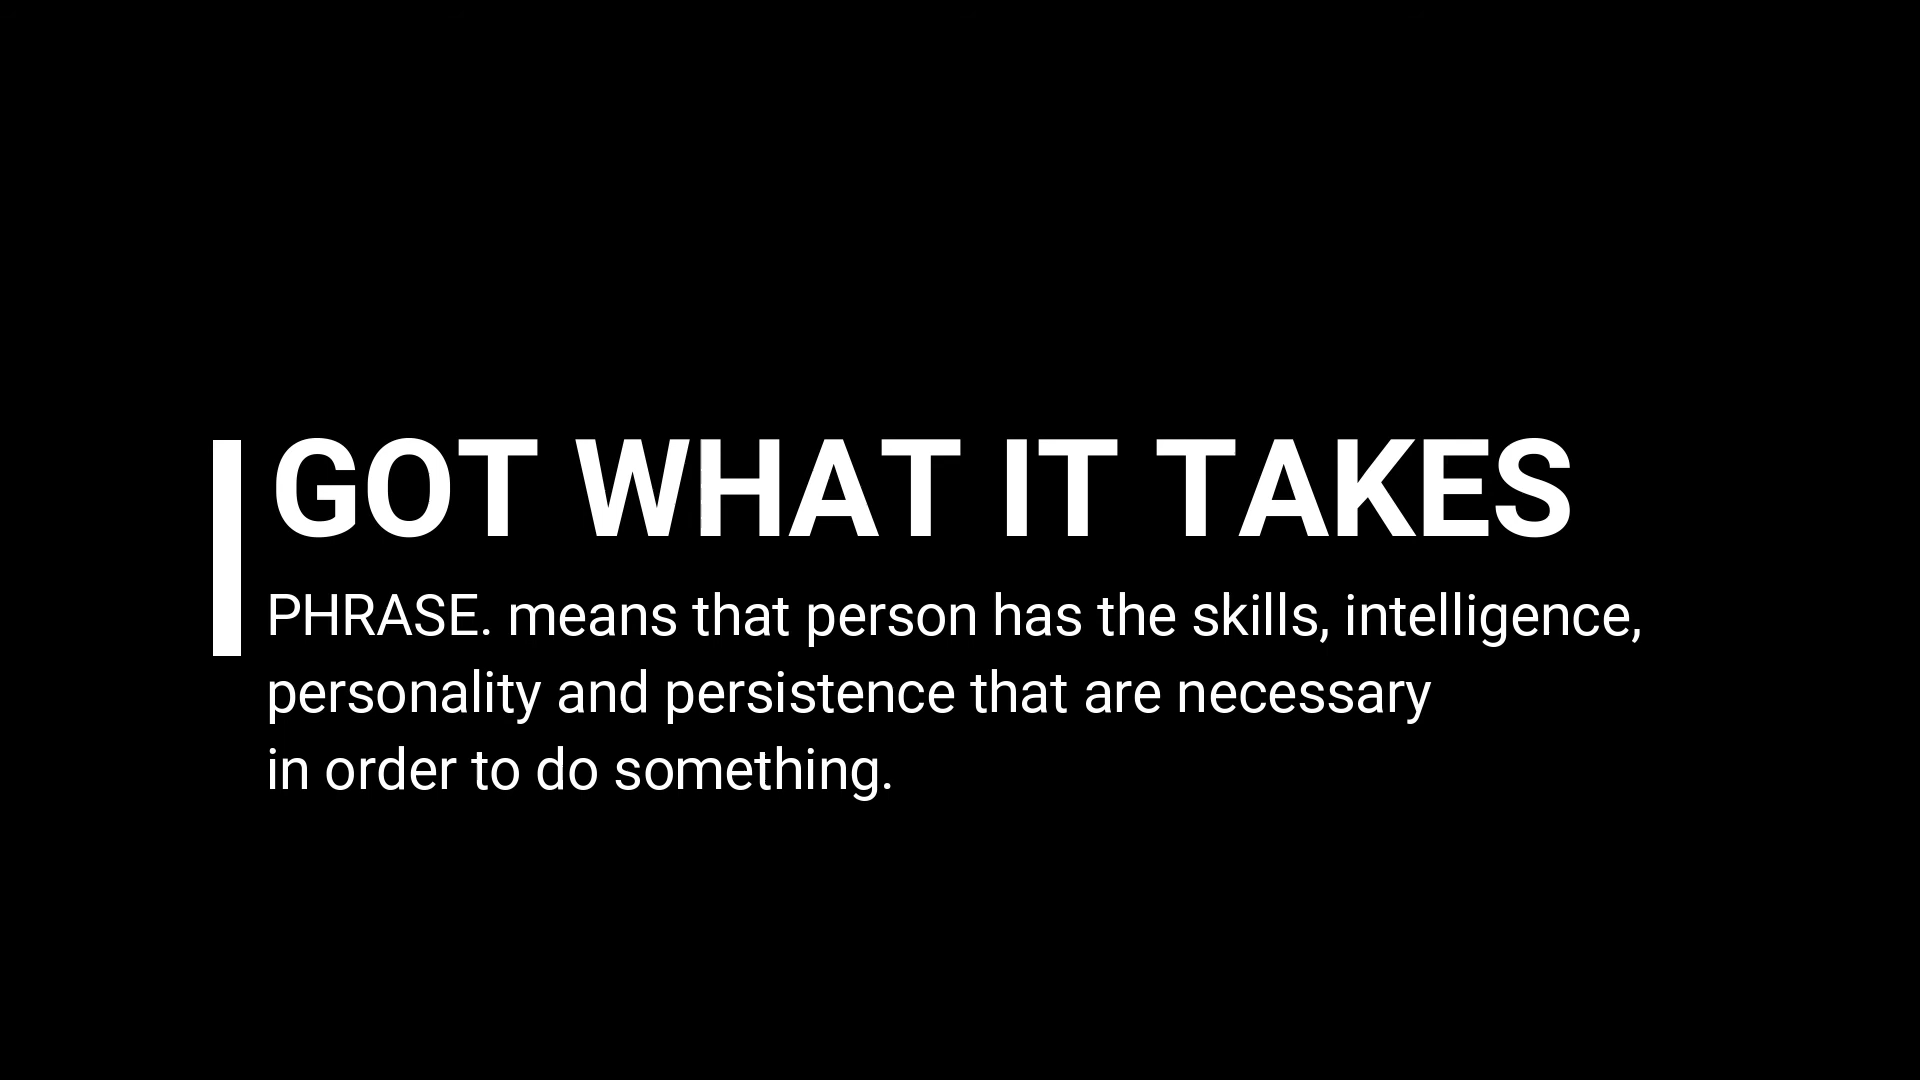 GOT WHAT IT TAKES
PHRASE. means that person has the skills, intelligence,
personality and persistence that are necessary
in order to do something.